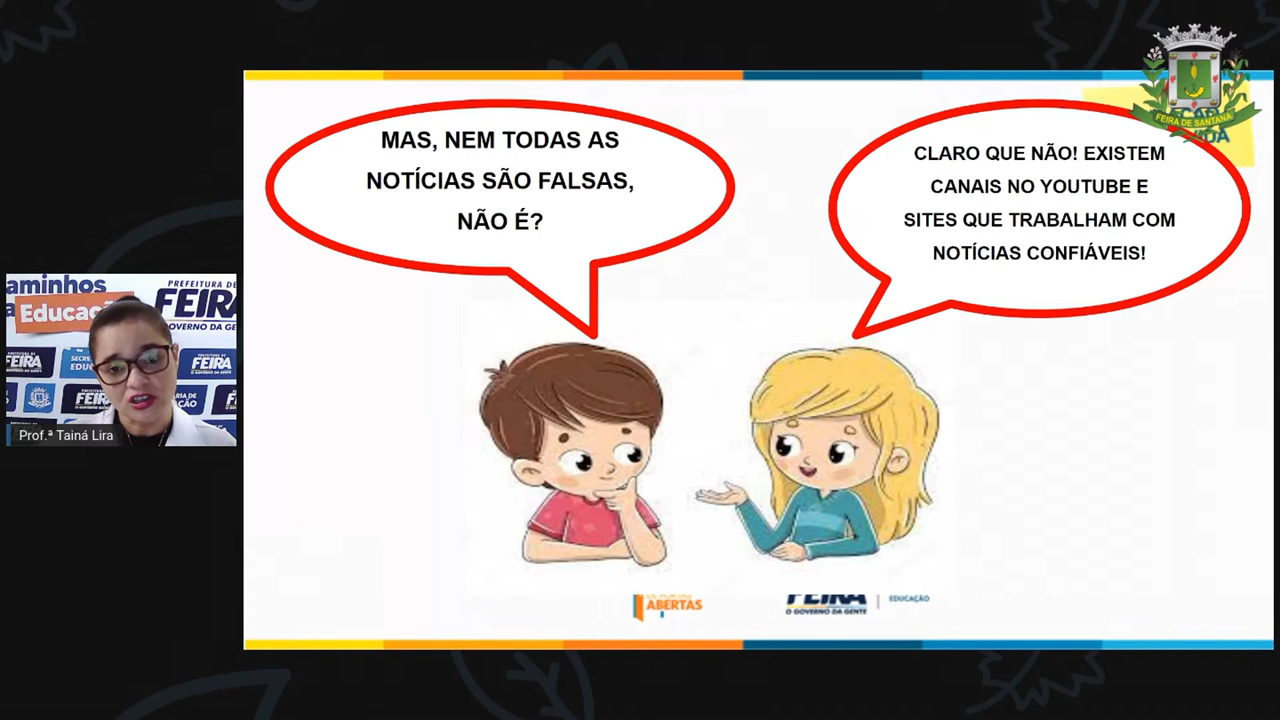 MAS, NEM TODAS AS
NOTÍCIAS SÃO FALSAS,
NÃO É?
CLARO QUE NÃO! EXISTEM
CANAIS NO YOUTUBE E
SITES QUE TRABALHAM COM
NOTÍCIAS CONFIÁVEIS!
FEIRA DE SANTANA
aminhos
Educaç
PREFEITURA DE
FEIRA
O GOVERNO DA GENTE
FEIRA
FEIRA
Prof.ª Tainá Lira
ABERTAS
FEIRA
O GOVERNO DA GENTE
EDUCAÇÃO